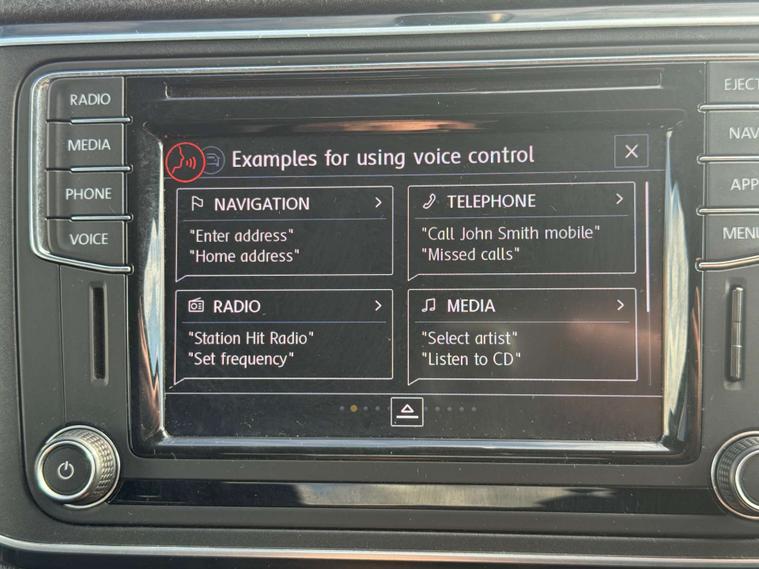 RADIO
MEDIA
PHONE
VOICE
Examples for using voice control
NAVIGATION
"Enter address"
"Home address"
TELEPHONE
"Call John Smith mobile"
"Missed calls"
RADIO
"Station Hit Radio"
"Set frequency"
MEDIA
"Select artist"
"Listen to CD"
EJECT
NAV
APP
MENU